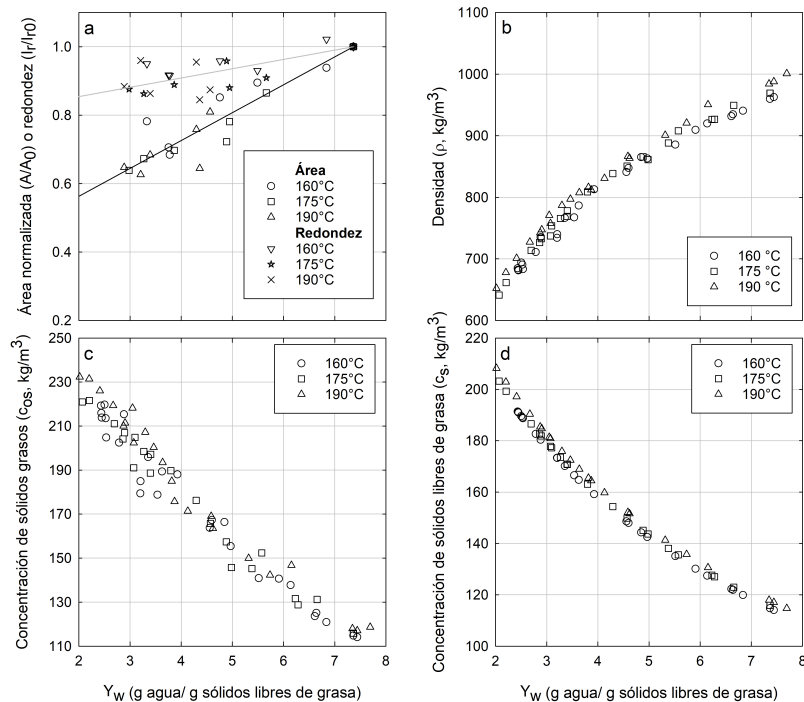 a
Área normalizada (A/A0) o redondez (Ir/Ir0)
1.0
0.8
0.6
0.4
0.2
Área
160°C
175°C
190°C
Redondez
160°C
175°C
190°C
b
Densidad (ρ, kg/m3)
1100
1000
900
800
700
600
160 °C
175 °C
190 °C
c
Concentración de sólidos grasos (cos, kg/m3)
250
230
210
190
170
150
130
110
160°C
175°C
190°C
2 3 4 5 6 7 8
YW (g agua/ g sólidos libres de grasa)
d
Concentración de sólidos libres de grasa (cs, kg/m3)
220
200
180
160
140
120
100
160°C
175°C
190°C
2 3 4 5 6 7 8
YW (g agua/ g sólidos libres de grasa)